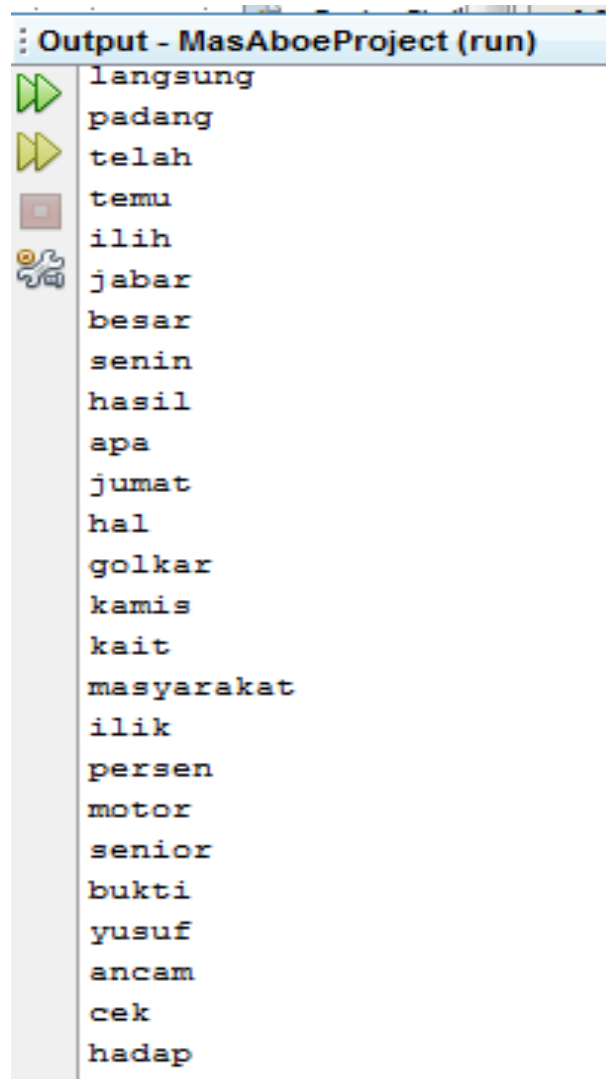 Output - MasAboeProject (run)
langsung
padang
telah
temu
ilih
jabar
besar
senin
hasil
apa
jumat
hal
golkar
kamis
kait
masyarakat
ilik
persen
motor
senior
bukti
yusuf
ancam
cek
hadap